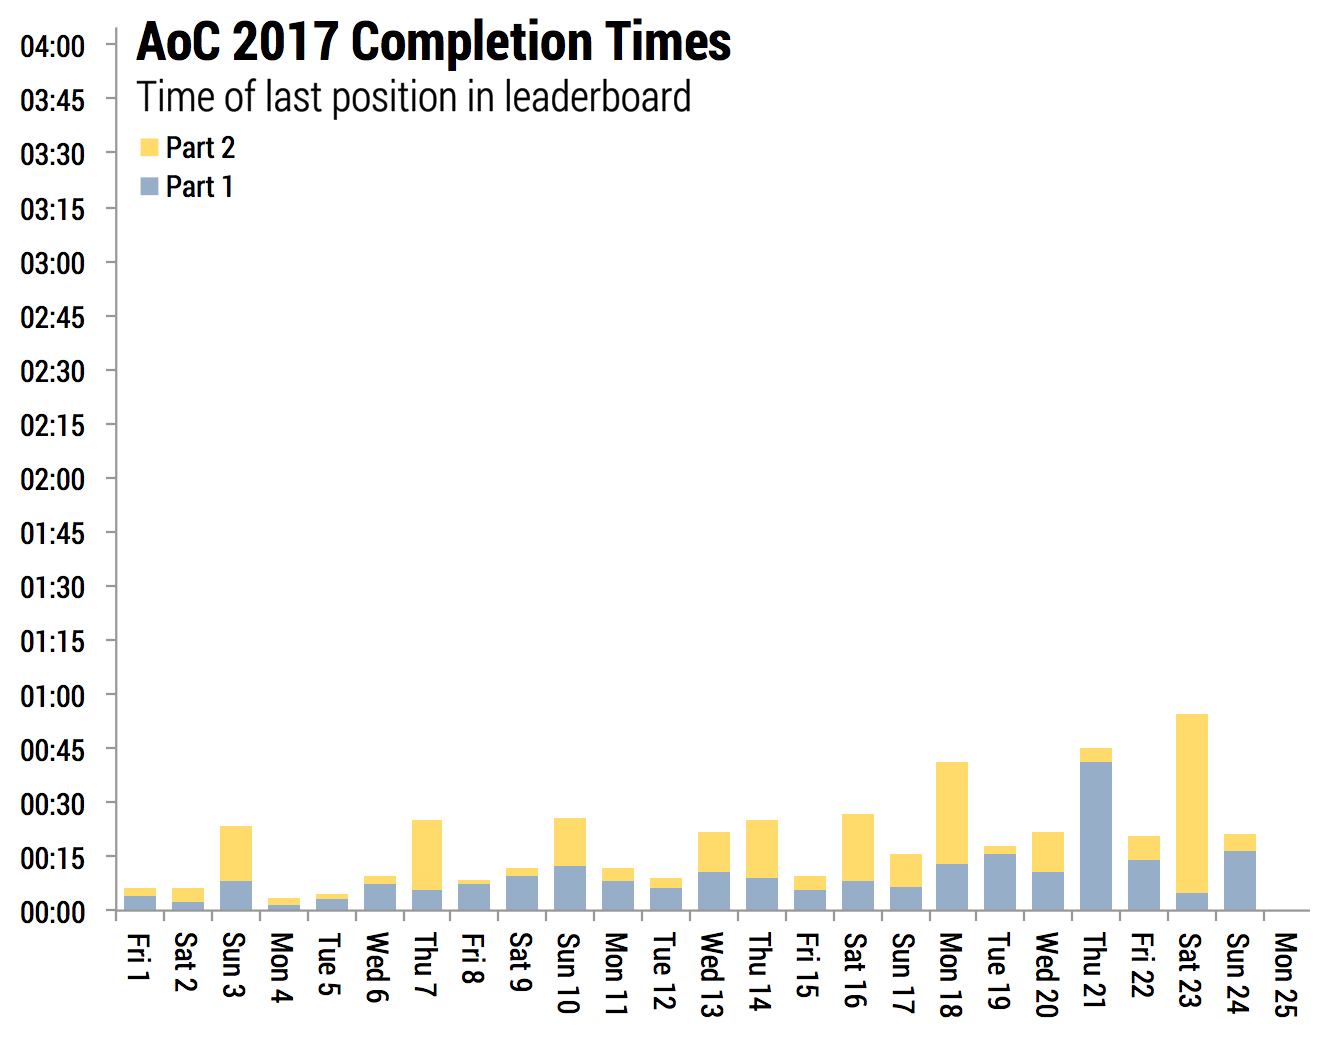 AoC 2017 Completion Times
Time of last position in leaderboard
Part 2
Part 1
04:00
03:45
03:30
03:15
03:00
02:45
02:30
02:15
02:00
01:45
01:30
01:15
01:00
00:45
00:30
00:15
00:00
Fri 1
Sat 2
Sun 3
Mon 4
Tue 5
Wed 6
Thu 7
Fri 8
Sat 9
Sun 10
Mon 11
Tue 12
Wed 13
Thu 14
Fri 15
Sat 16
Sun 17
Mon 18
Tue 19
Wed 20
Thu 21
Fri 22
Sat 23
Sun 24
Mon 25